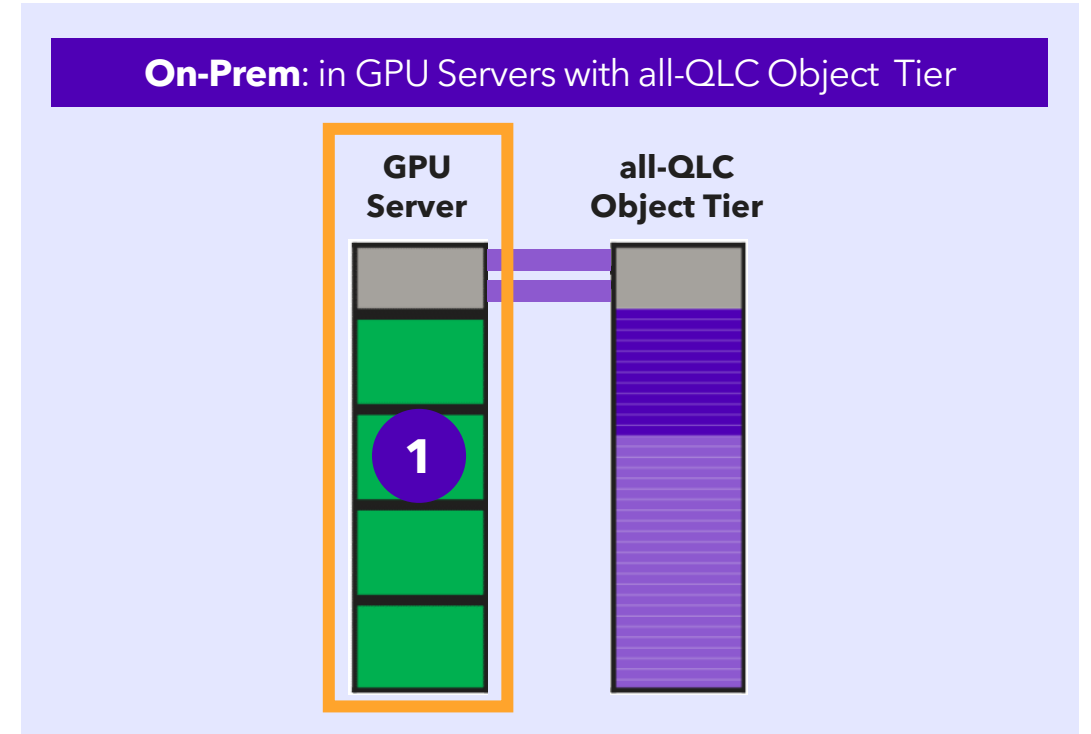 On-Prem: in GPU Servers with all-QLC Object Tier
GPU
Server
all-QLC
Object Tier
1